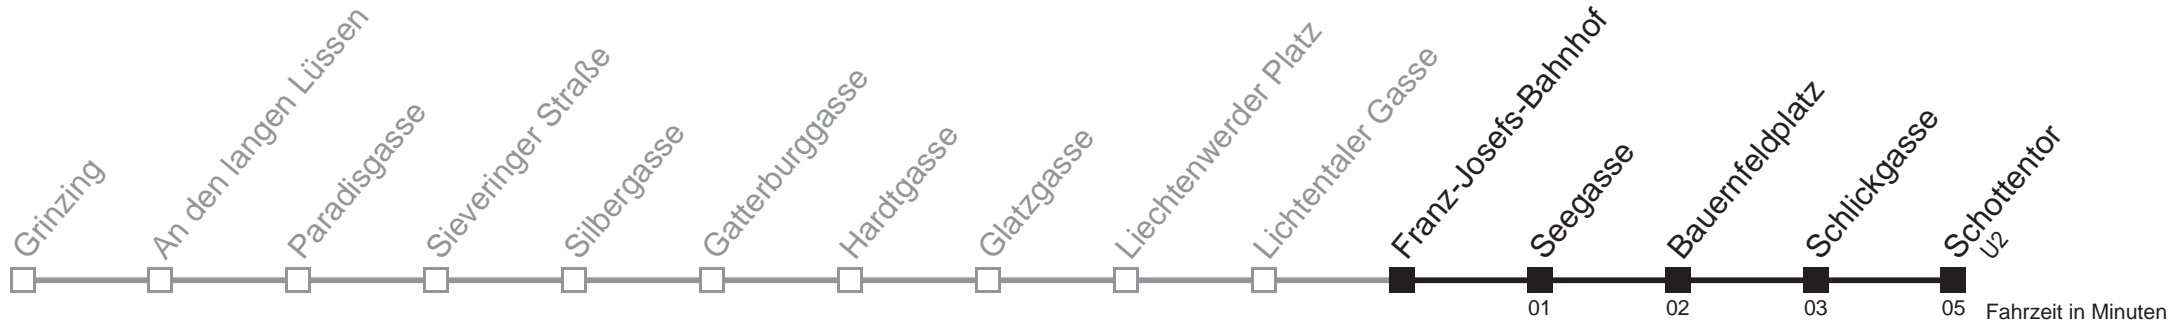 Grinzing
An den langen Lüssen
Paradisgasse
Sieveringer Straße
Silbergasse
Gatterburggasse
Hardtgasse
Glatzgasse
Liechtenwerder Platz
Lichtentaler Gasse
Franz-Josefs-Bahnhof
Seegasse
Bauernfeldplatz
Schlickgasse
Schottentor
U2
01
02
03
05
Fahrzeit in Minuten